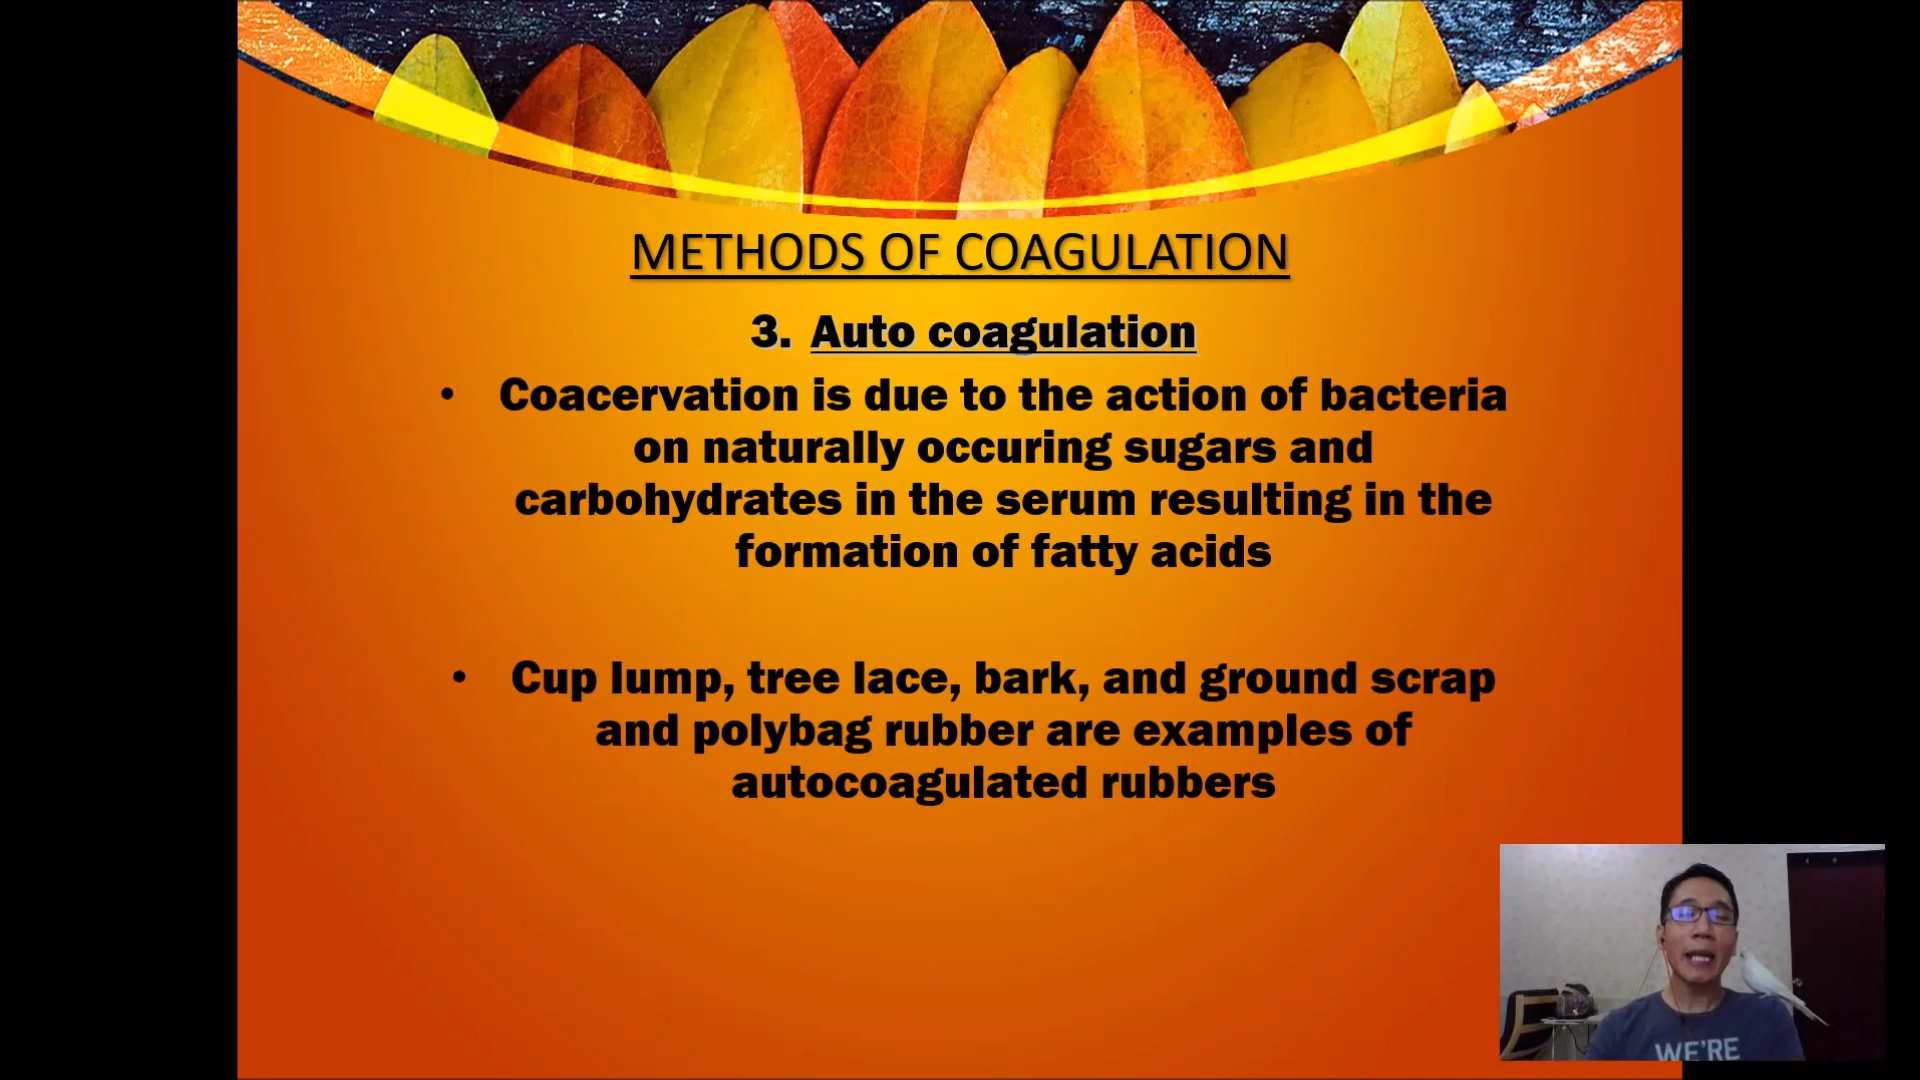 METHODS OF COAGULATION
3. Auto coagulation
• Coacervation is due to the action of bacteria
on naturally occuring sugars and
carbohydrates in the serum resulting in the
formation of fatty acids
• Cup lump, tree lace, bark, and ground scrap
and polybag rubber are examples of
autocoagulated rubbers
WE'RE